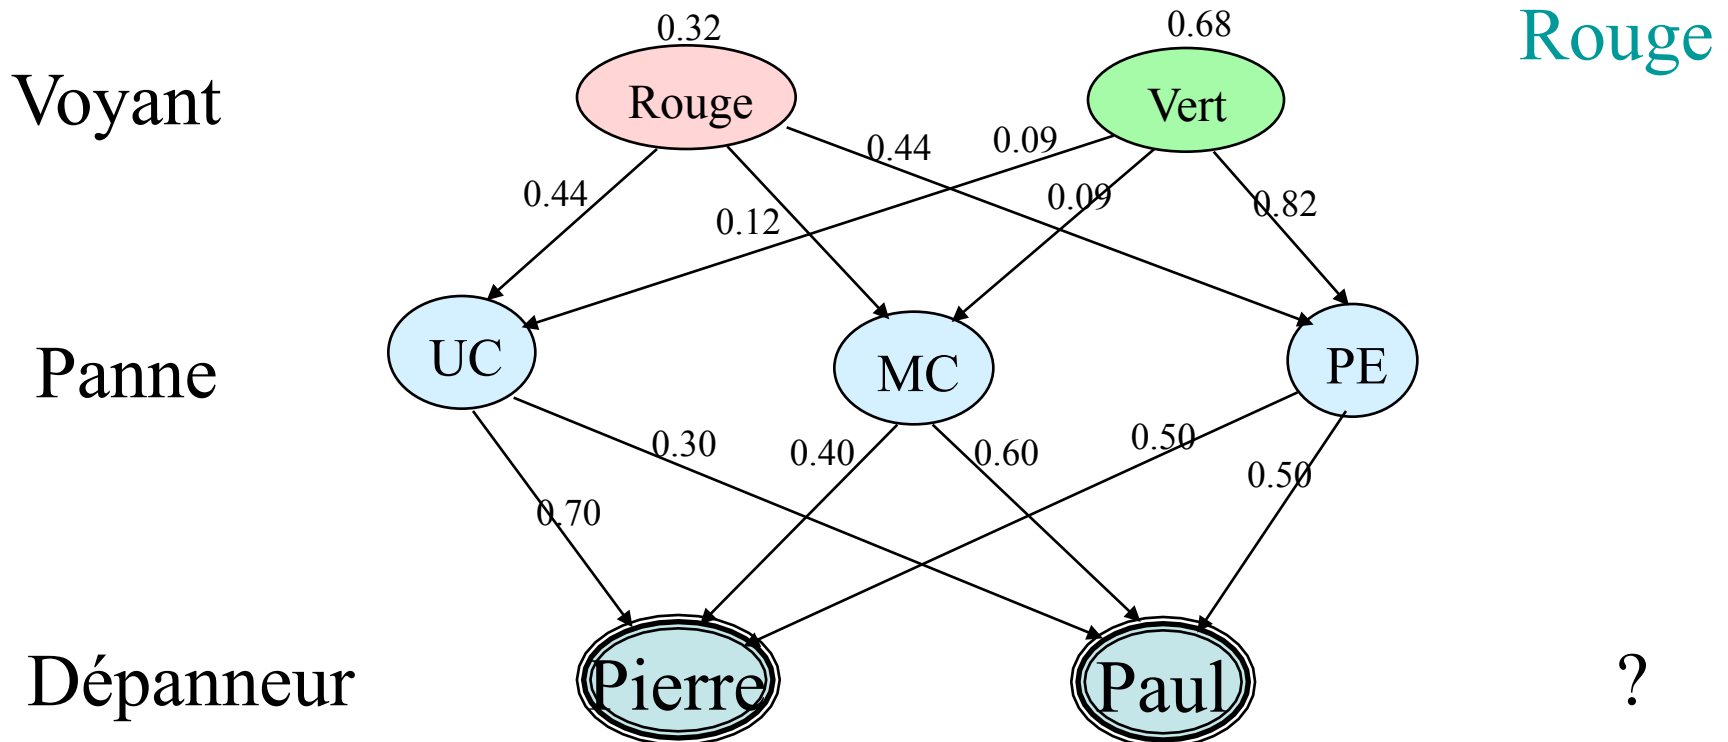 0.32
0.68
Rouge
Voyant
Rouge
Vert
0.44
0.09
0.44
0.12
0.09
0.82
Panne
UC
MC
PE
0.30
0.40
0.60
0.50
0.70
0.50
Dépanneur
Pierre
Paul
?